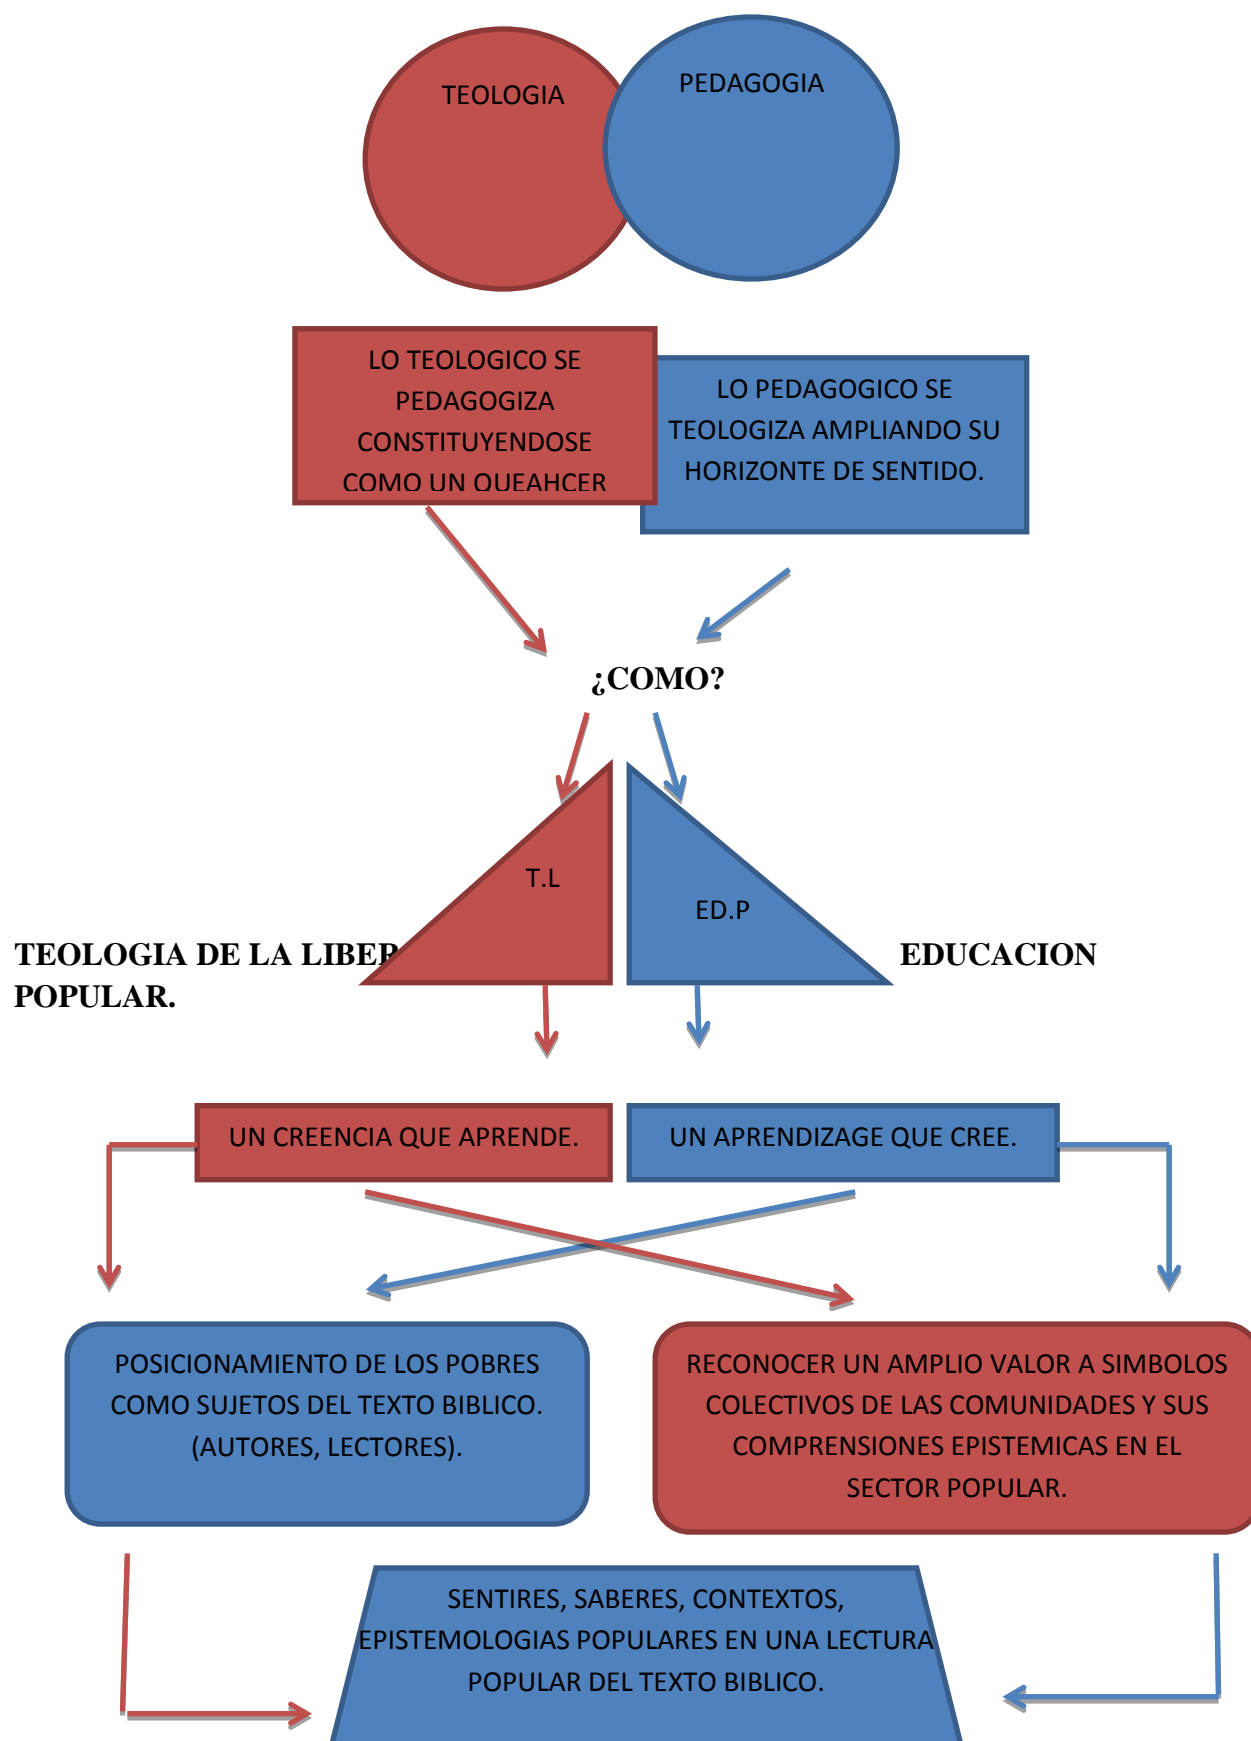 TEOLOGIA
PEDAGOGIA
LO TEOLOGICO SE
PEDAGOGIZA
CONSTITUYENDOSE
COMO UN QUEAHCER
LO PEDAGOGICO SE
TEOLOGIZA AMPLIANDO SU
HORIZONTE DE SENTIDO.
¿COMO?
T.L
ED.P
TEOLOGIA DE LA LIBER
EDUCACION
POPULAR.
UN CREENCIA QUE APRENDE.
UN APRENDIZAGE QUE CREE.
POSICIONAMIENTO DE LOS POBRES
COMO SUJETOS DEL TEXTO BIBLICO.
(AUTORES, LECTORES).
RECONOCER UN AMPLIO VALOR A SIMBOLOS
COLECTIVOS DE LAS COMUNIDADES Y SUS
COMPRENSIONES EPISTEMICAS EN EL
SECTOR POPULAR.
SENTIRES, SABERES, CONTEXTOS,
EPISTEMOLOGIAS POPULARES EN UNA LECTURA
POPULAR DEL TEXTO BIBLICO.